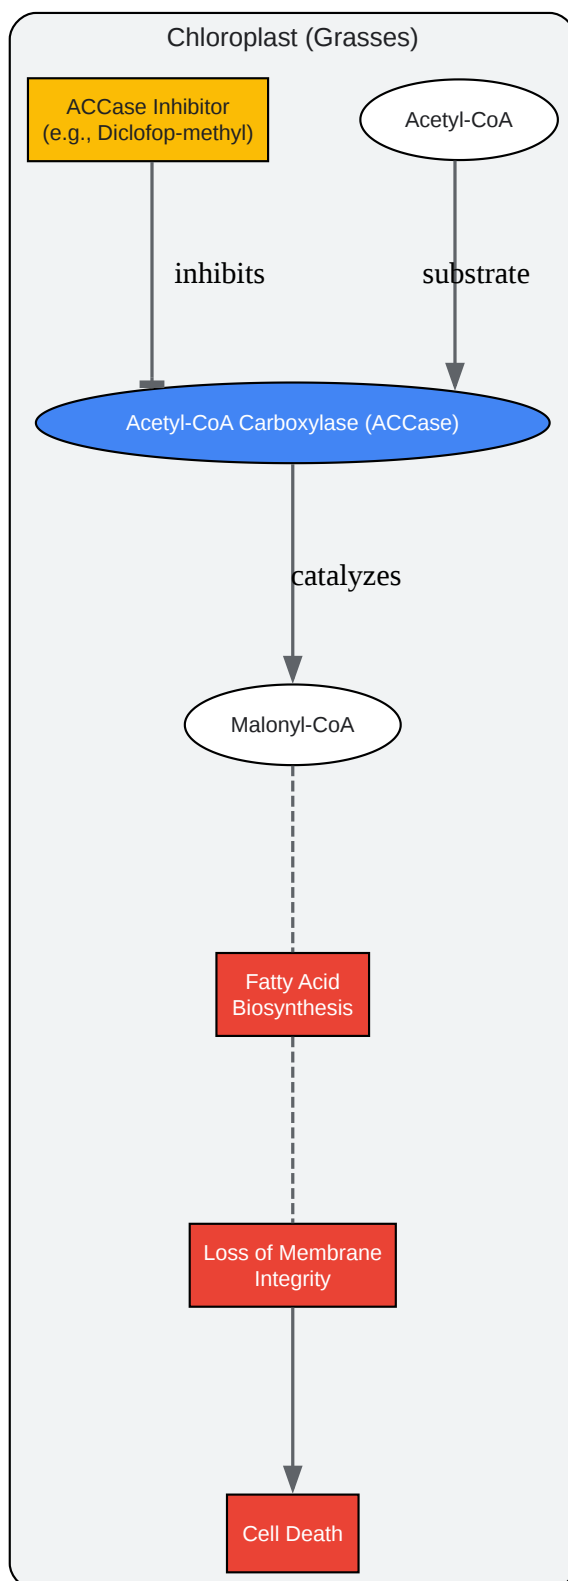 Chloroplast (Grasses)
ACCase Inhibitor
(e.g., Diclofop-methyl)
Acetyl-CoA
inhibits
substrate
Acetyl-CoA Carboxylase (ACCase)
catalyzes
Malonyl-CoA
Fatty Acid
Biosynthesis
Loss of Membrane
Integrity
Cell Death